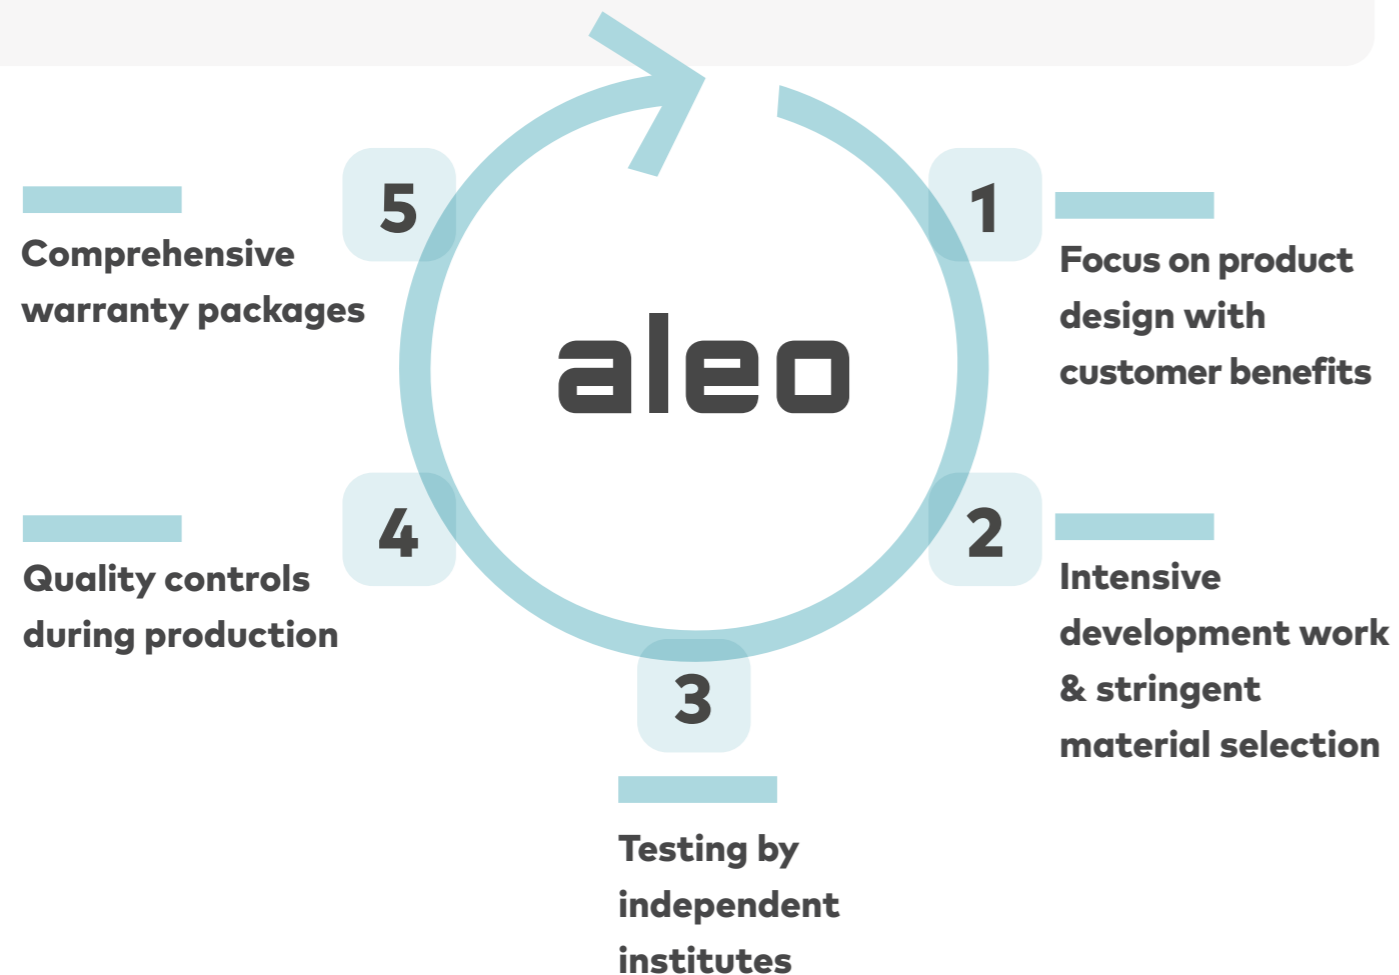 aleo
1
Focus on product
design with
customer benefits
2
Intensive
development work
& stringent
material selection
3
Testing by
independent
institutes
4
Quality controls
during production
5
Comprehensive
warranty packages